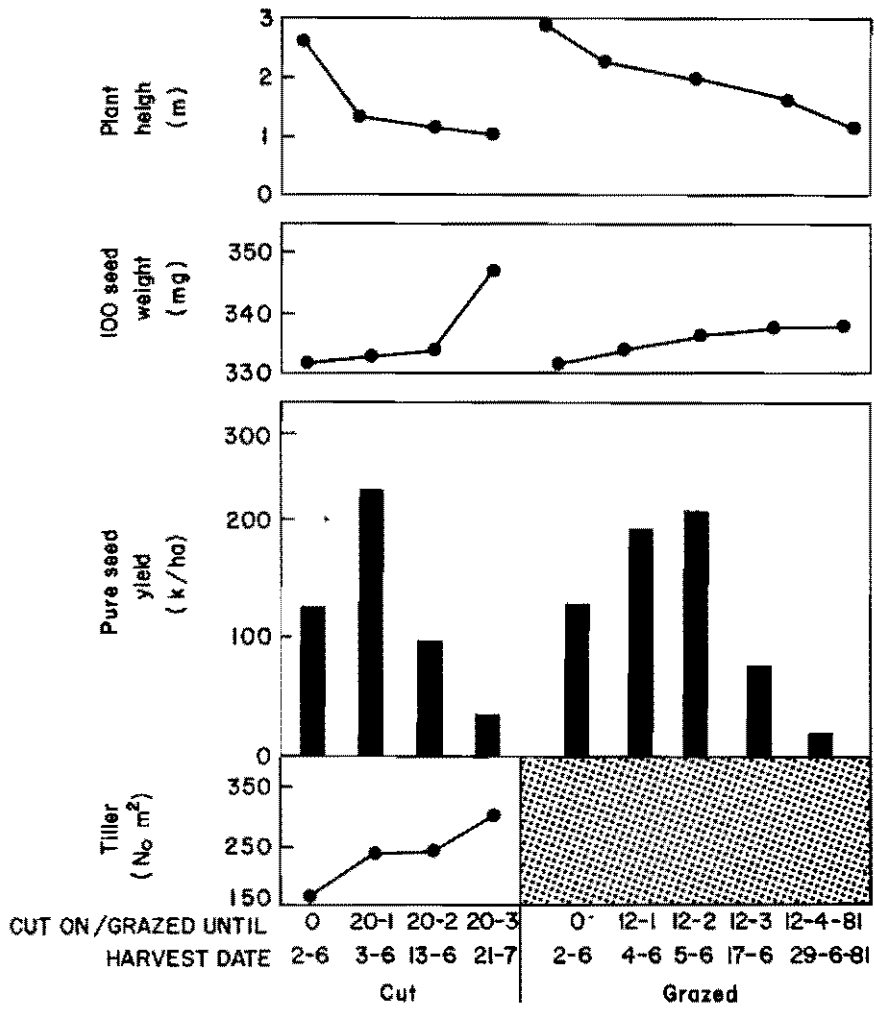 Plant
heigh
(m)
3
2
1
0
100 seed
weight
(mg)
350
340
330
Pure seed
yield
(k/ha)
300
200
100
0
Tiller
(No m²)
350
250
150
CUT ON/GRAZED UNTIL 0 20-1 20-2 20-3 0 12-1 12-2 12-3 12-4-81
HARVEST DATE 2-6 3-6 13-6 21-7 2-6 4-6 5-6 17-6 29-6-81
Cut Grazed